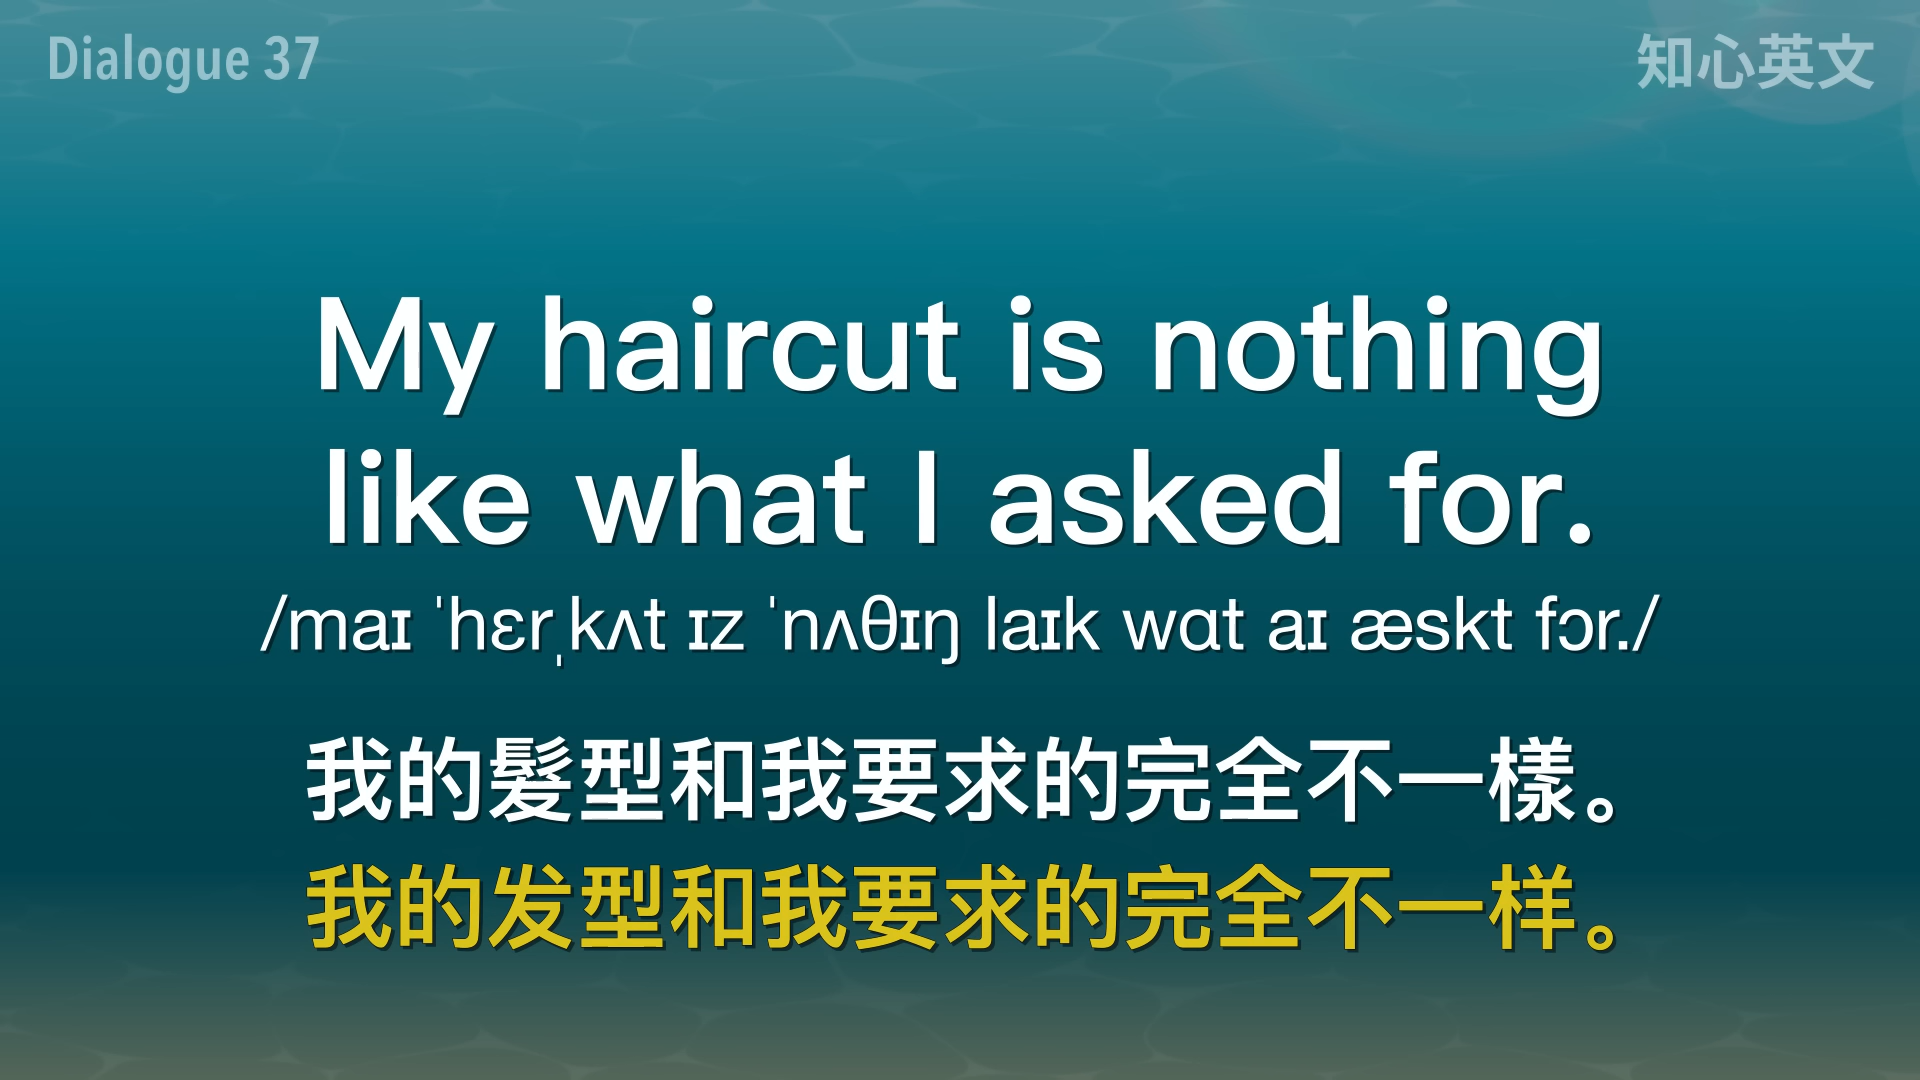 Dialogue 37
知心英文
My haircut is nothing
like what I asked for.
/maɪ ˈhɛrˌkʌt ɪz ˈnʌθɪŋ laɪk wɑt aɪ æskt fɔr./
我的髮型和我要求的完全不一樣。
我的发型和我要求的完全不一样。